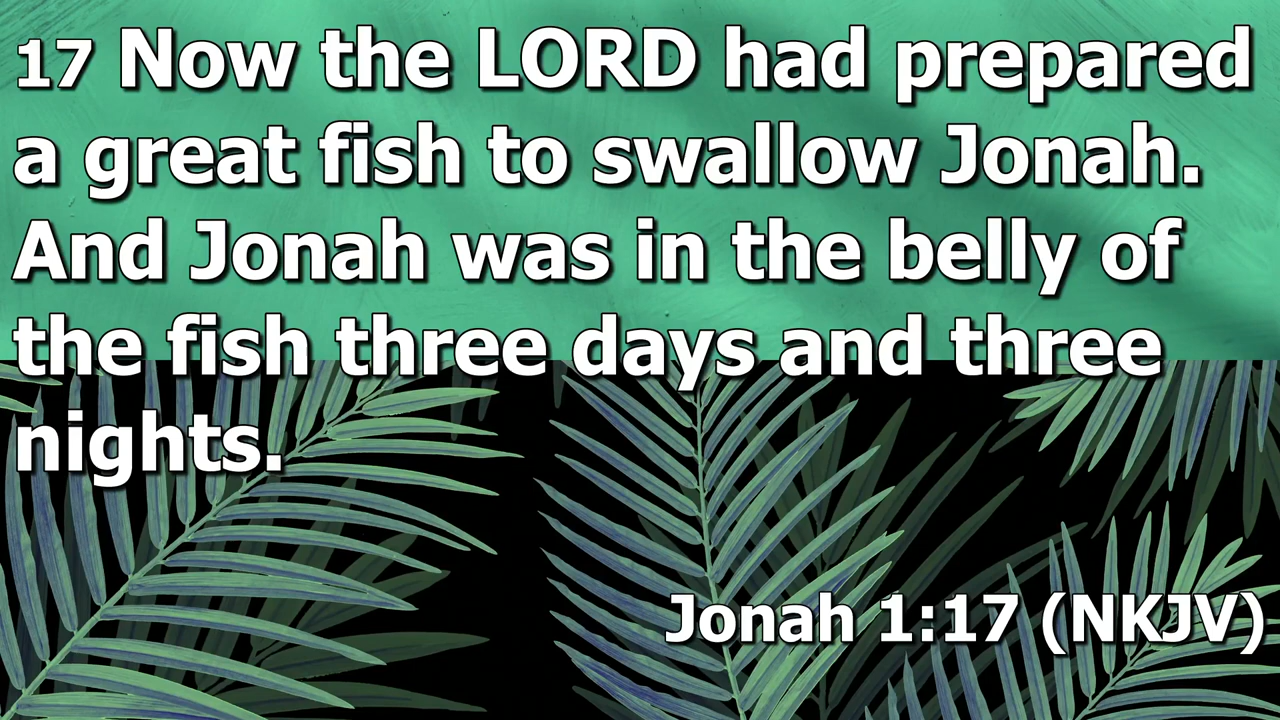 17 Now the LORD had prepared
a great fish to swallow Jonah.
And Jonah was in the belly of
the fish three days and three
nights.
Jonah 1:17 (NKJV)